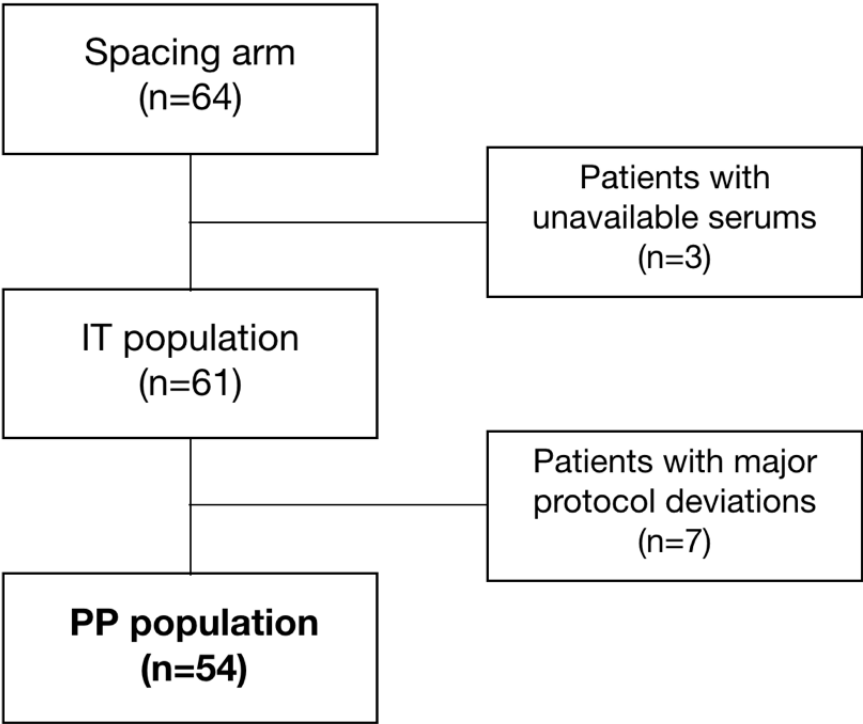 Spacing arm
(n=64)
Patients with
unavailable serums
(n=3)
IT population
(n=61)
Patients with major
protocol deviations
(n=7)
PP population
(n=54)